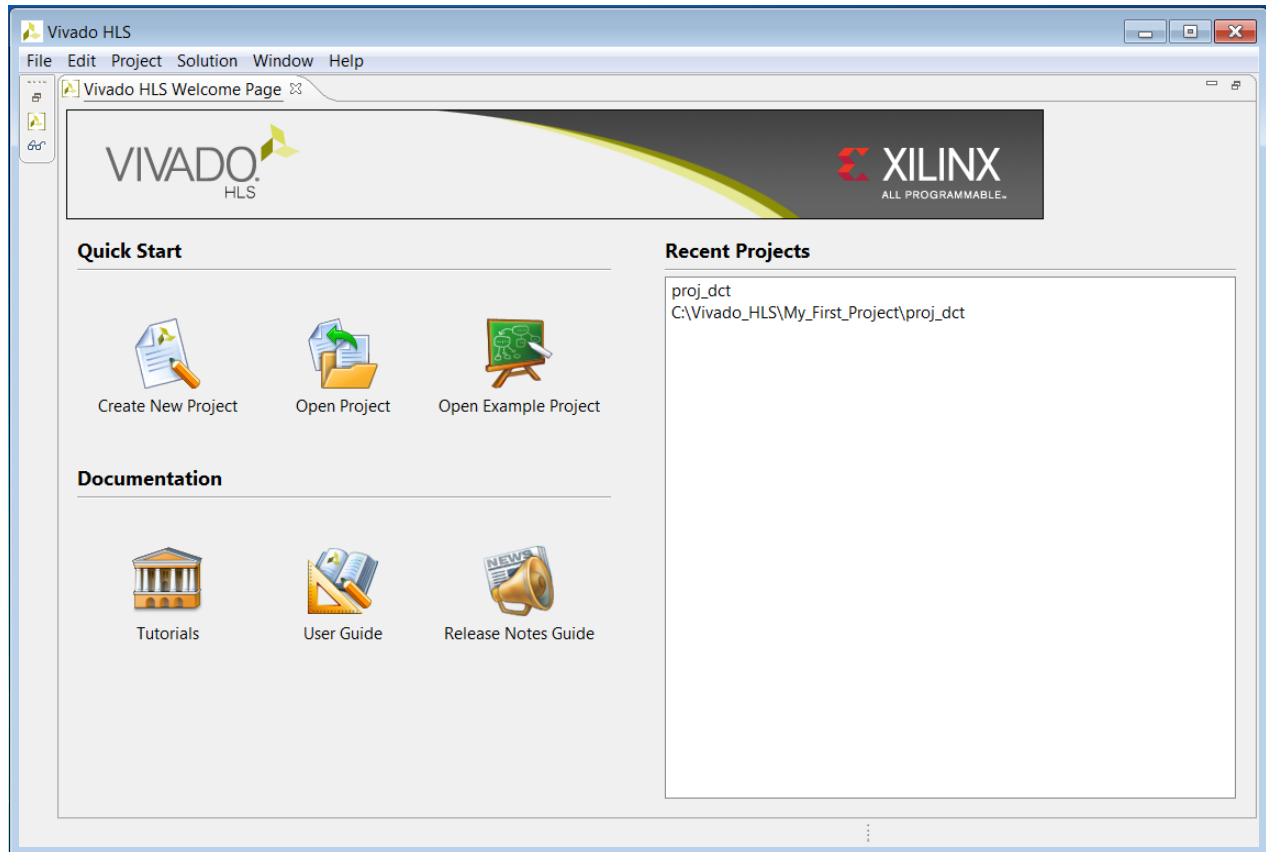 Vivado HLS
File Edit Project Solution Window Help
Vivado HLS Welcome Page
VIVADO.
HLS
XILINX
ALL PROGRAMMABLE™
Quick Start
Create New Project
Open Project
Open Example Project
Documentation
NEWS
Tutorials
User Guide
Release Notes Guide
Recent Projects
proj_dct
C:\Vivado_HLS\My_First_Project\proj_dct